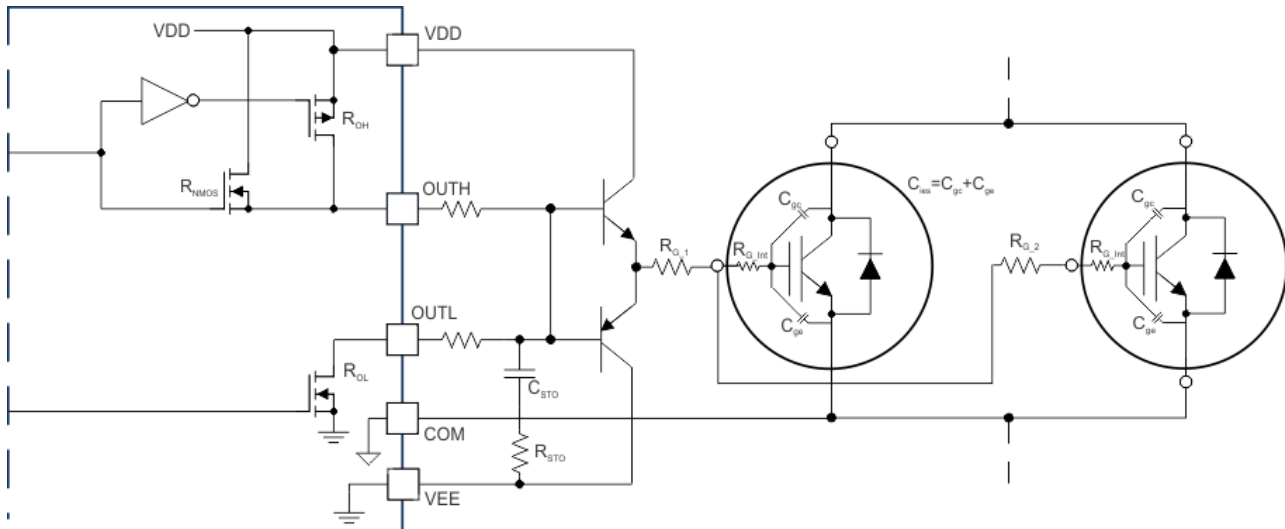 VDD
VDD
R_OH
R_NMOS
OUTH
C_ies=C_gc+C_ge
C_gc
C_gc
R_G_1
R_G_Int
R_G_2
R_G_Int
OUTL
C_ge
C_ge
R_OL
C_STO
COM
R_STO
VEE